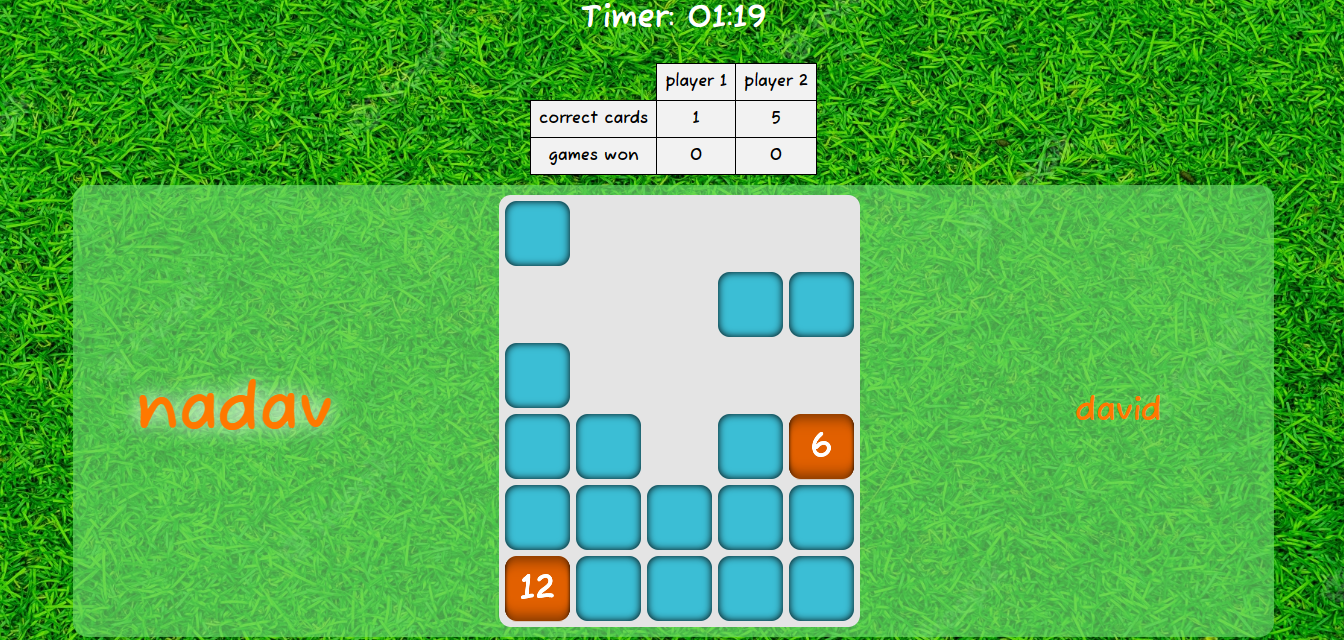 Timer: 01:19
player 1 player 2
correct cards 1 5
games won 0 0
nadav
david
6
12